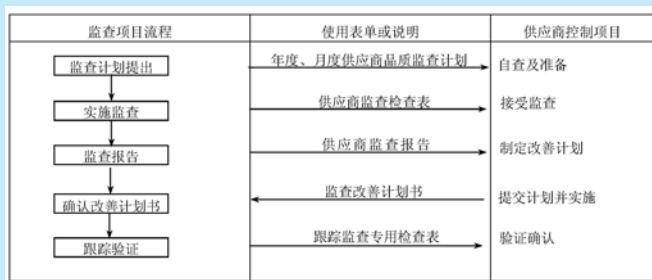 监查项目流程 使用表单或说明 供应商控制项目
监查计划提出 年度、月度供应商品质监查计划 自查及准备
实施监查 供应商监查检查表 接受监查
监查报告 供应商监查报告 制定改善计划
确认改善计划书 监查改善计划书 提交计划并实施
跟踪验证 跟踪监查专用检查表 验证确认